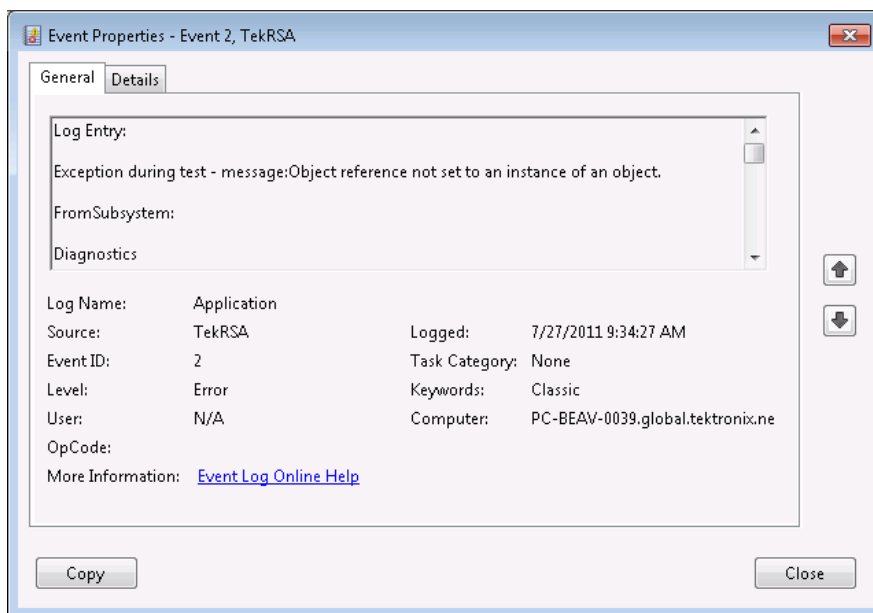 Event Properties - Event 2, TekRSA
General Details
Log Entry:
Exception during test - message:Object reference not set to an instance of an object.
FromSubsystem:
Diagnostics
Log Name: Application
Source: TekRSA Logged: 7/27/2011 9:34:27 AM
Event ID: 2 Task Category: None
Level: Error Keywords: Classic
User: N/A Computer: PC-BEAV-0039.global.tektronix.ne
OpCode:
More Information: Event Log Online Help
Copy Close